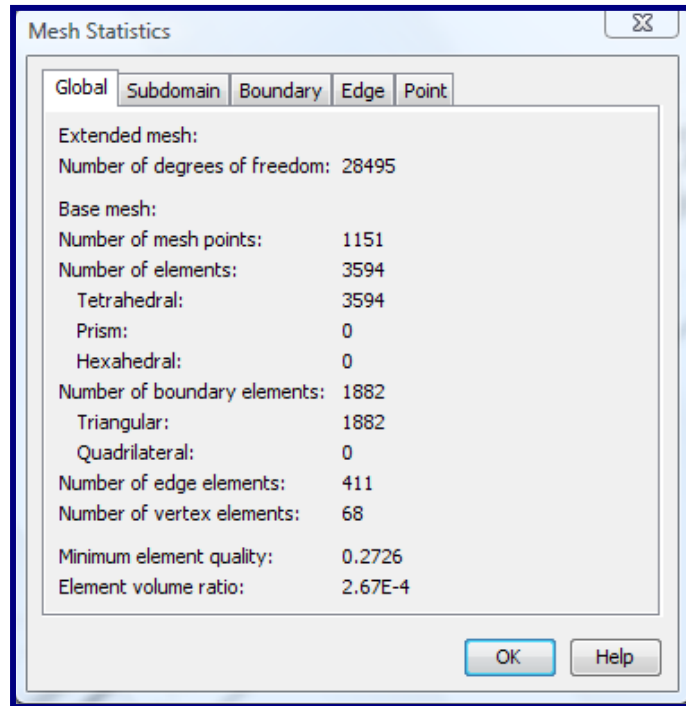 Mesh Statistics
Global Subdomain Boundary Edge Point
Extended mesh:
Number of degrees of freedom: 28495
Base mesh:
Number of mesh points: 1151
Number of elements: 3594
Tetrahedral: 3594
Prism: 0
Hexahedral: 0
Number of boundary elements: 1882
Triangular: 1882
Quadrilateral: 0
Number of edge elements: 411
Number of vertex elements: 68
Minimum element quality: 0.2726
Element volume ratio: 2.67E-4
OK Help